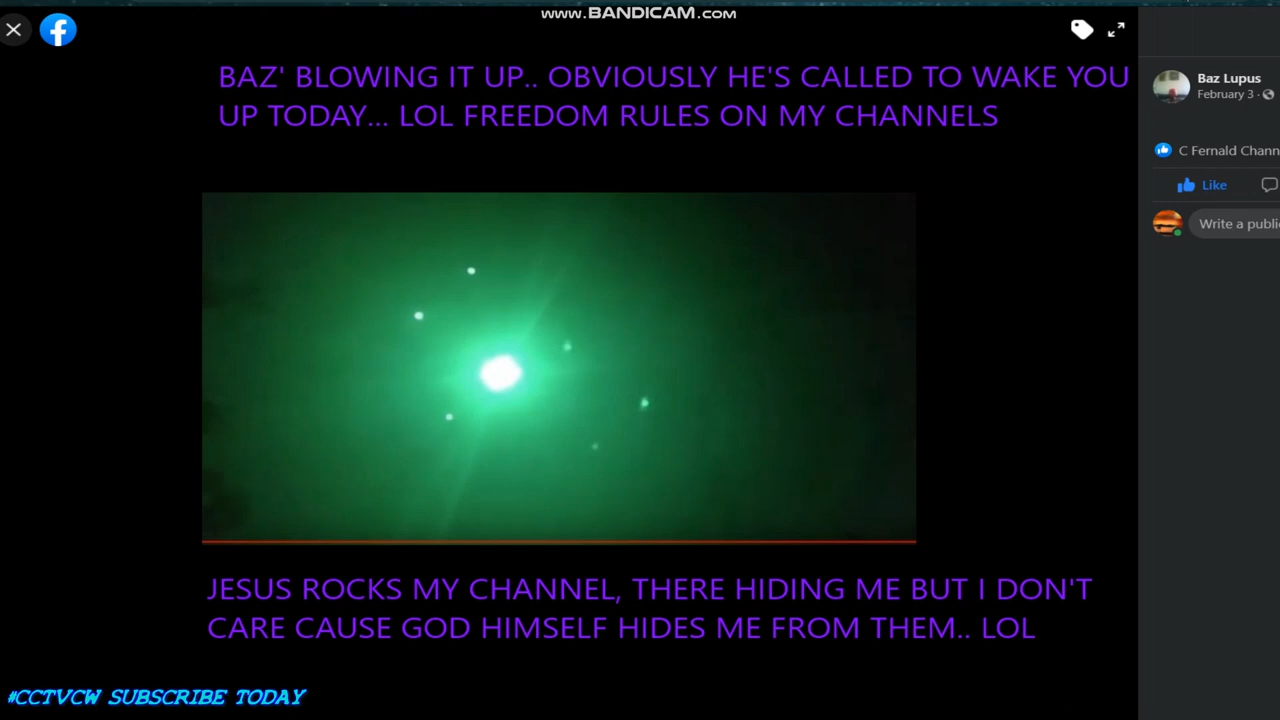 www.BANDICAM.com
BAZ' BLOWING IT UP.. OBVIOUSLY HE'S CALLED TO WAKE YOU
UP TODAY... LOL FREEDOM RULES ON MY CHANNELS
Baz Lupus
February 3 ·
C Fernald Chann
Like
Write a publi
JESUS ROCKS MY CHANNEL, THERE HIDING ME BUT I DON'T
CARE CAUSE GOD HIMSELF HIDES ME FROM THEM.. LOL
#CCTVCW SUBSCRIBE TODAY